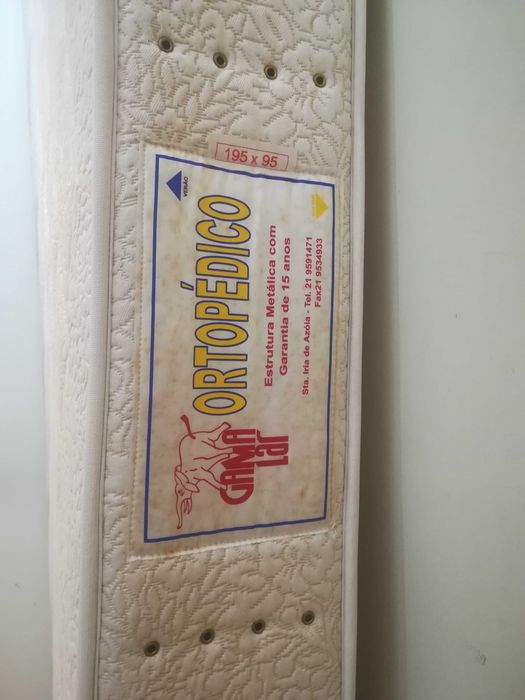 195 x 95
VERÃO
ORTOPÉDICO
GAMA
Lar
Estrutura Metálica com
Garantia de 15 anos
Sta. Iria de Azóia - Tel. 21 9591471
Fax21 9534933